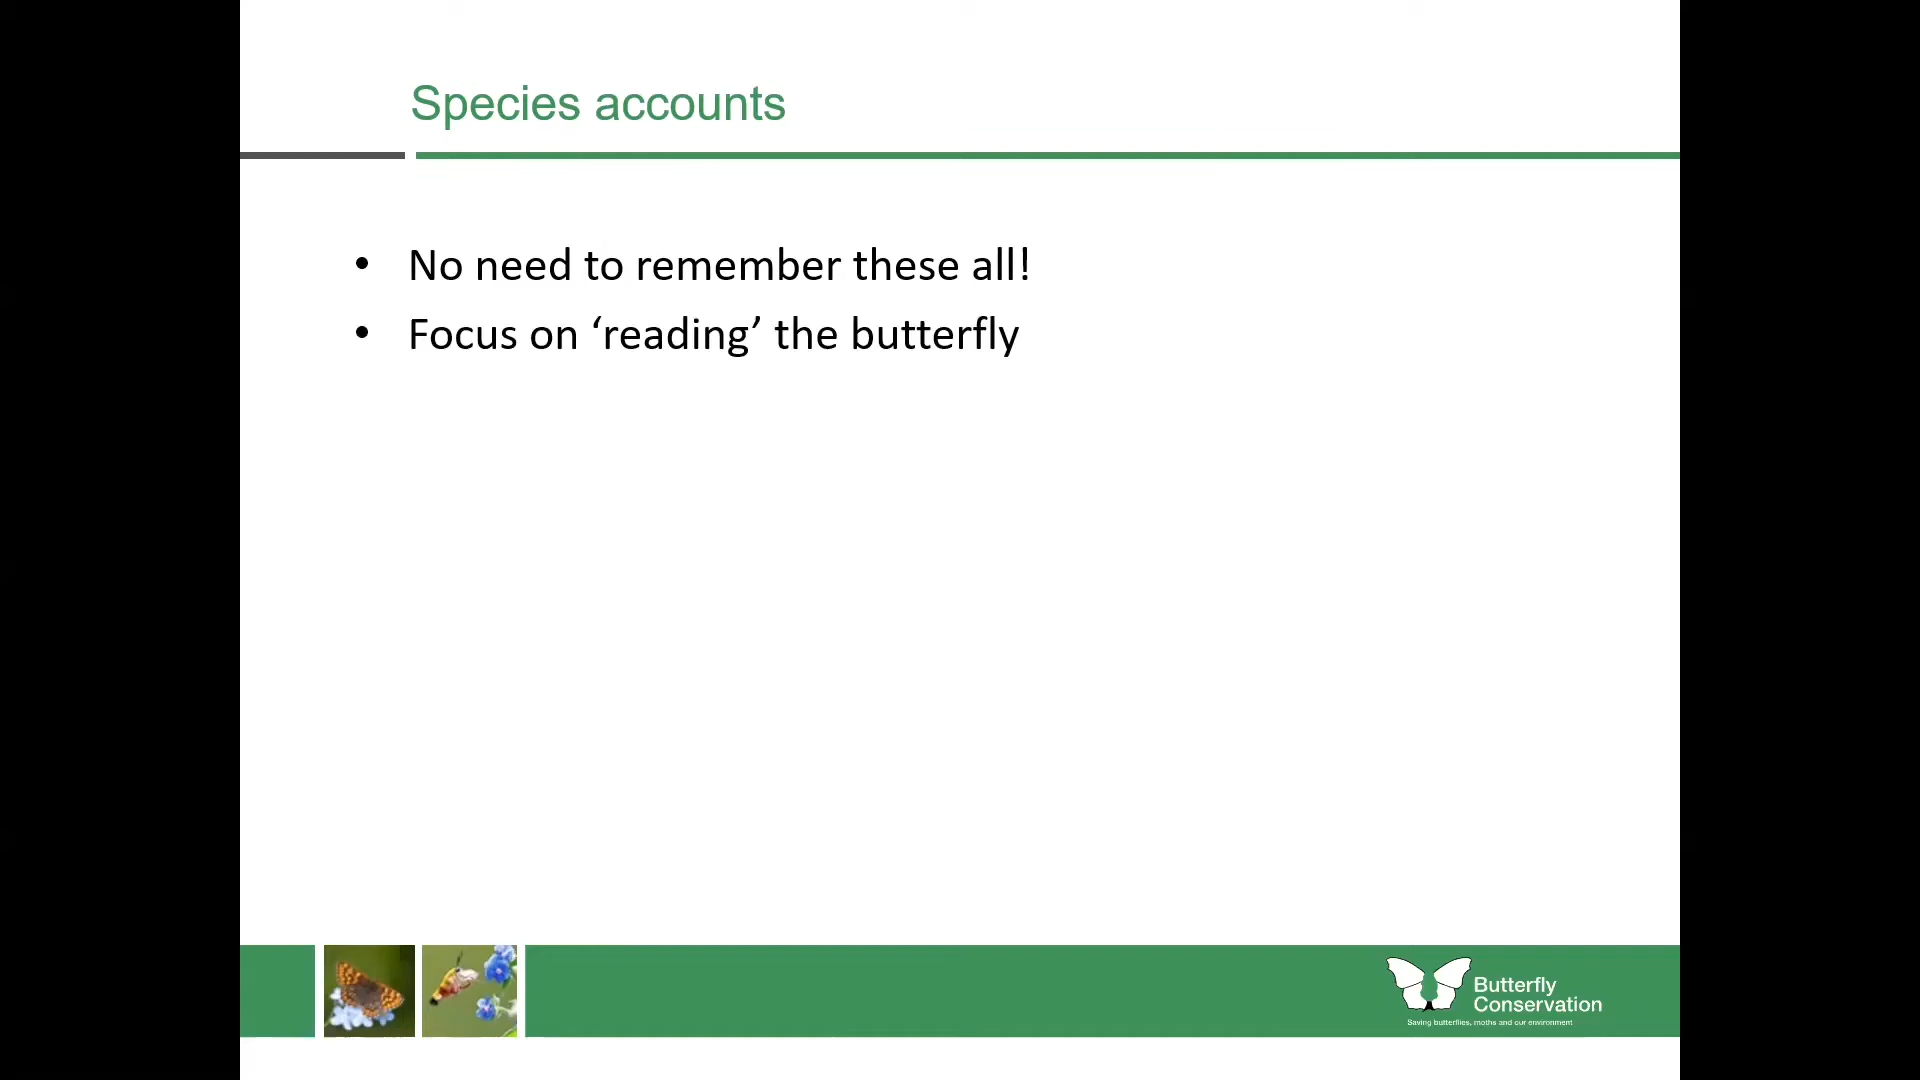 Species accounts
• No need to remember these all!
• Focus on ‘reading’ the butterfly
Butterfly
Conservation
Saving butterflies, moths and our environment